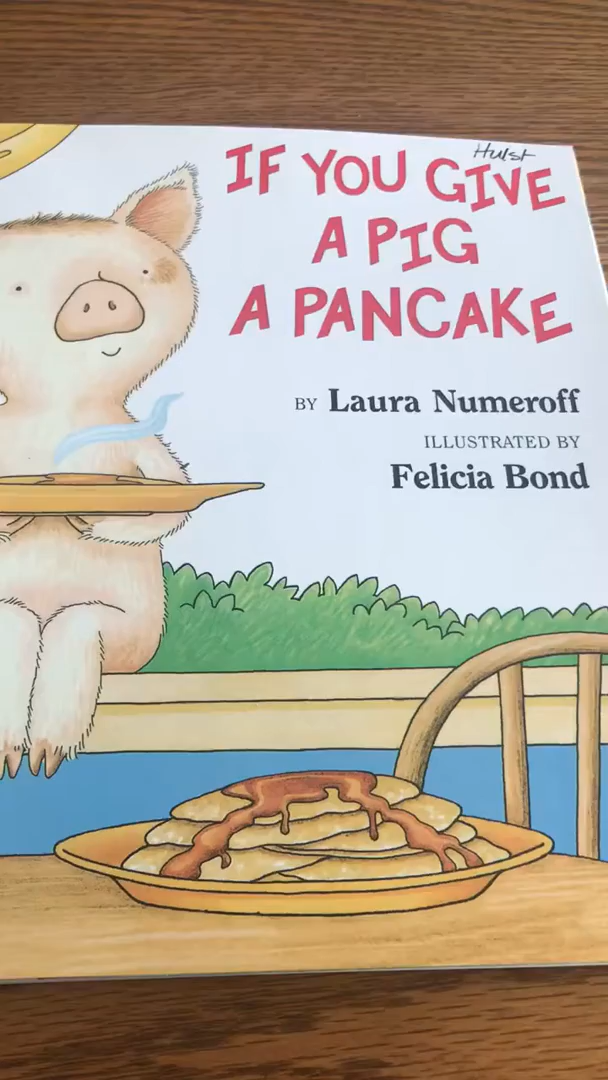 Hulst
IF YOU GIVE
A PIG
A PANCAKE
BY Laura Numeroff
ILLUSTRATED BY
Felicia Bond